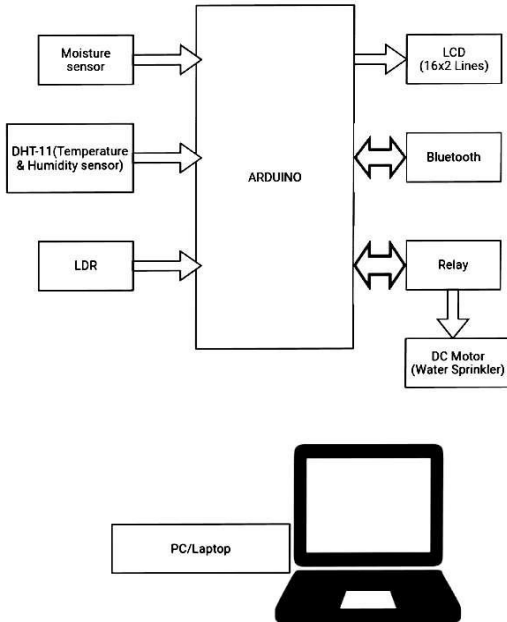 Moisture
sensor
DHT-11(Temperature
& Humidity sensor)
LDR
ARDUINO
LCD
(16x2 Lines)
Bluetooth
Relay
DC Motor
(Water Sprinkler)
PC/Laptop